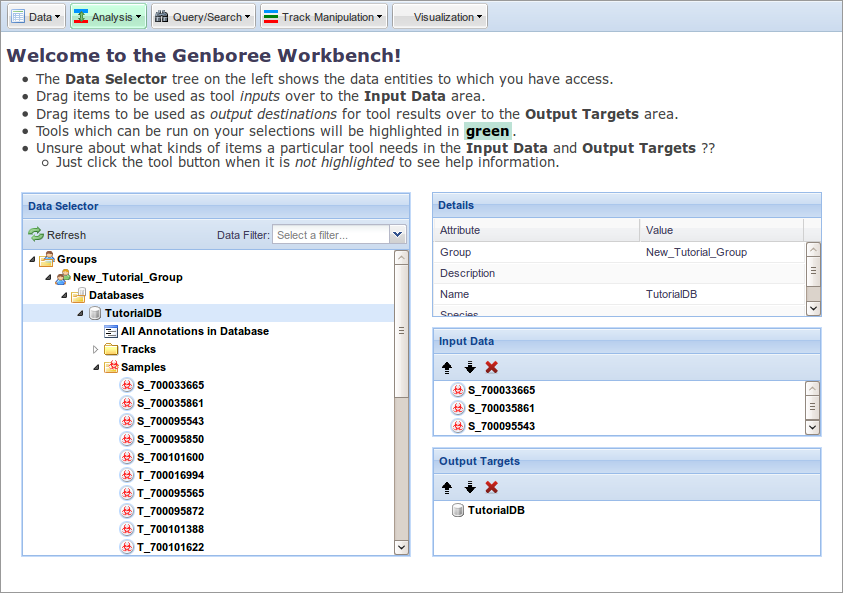 Data Analysis Query/Search Track Manipulation Visualization
Welcome to the Genboree Workbench!
The Data Selector tree on the left shows the data entities to which you have access.
Drag items to be used as tool inputs over to the Input Data area.
Drag items to be used as output destinations for tool results over to the Output Targets area.
Tools which can be run on your selections will be highlighted in green.
Unsure about what kinds of items a particular tool needs in the Input Data and Output Targets ??
Just click the tool button when it is not highlighted to see help information.
Data Selector
Refresh Data Filter: Select a filter...
Groups
New_Tutorial_Group
Databases
TutorialDB
All Annotations in Database
Tracks
Samples
S_700033665
S_700035861
S_700095543
S_700095850
S_700101600
T_700016994
T_700095565
T_700095872
T_700101388
T_700101622
Details
Attribute Value
Group New_Tutorial_Group
Description
Name TutorialDB
Species
Input Data
S_700033665
S_700035861
S_700095543
Output Targets
TutorialDB